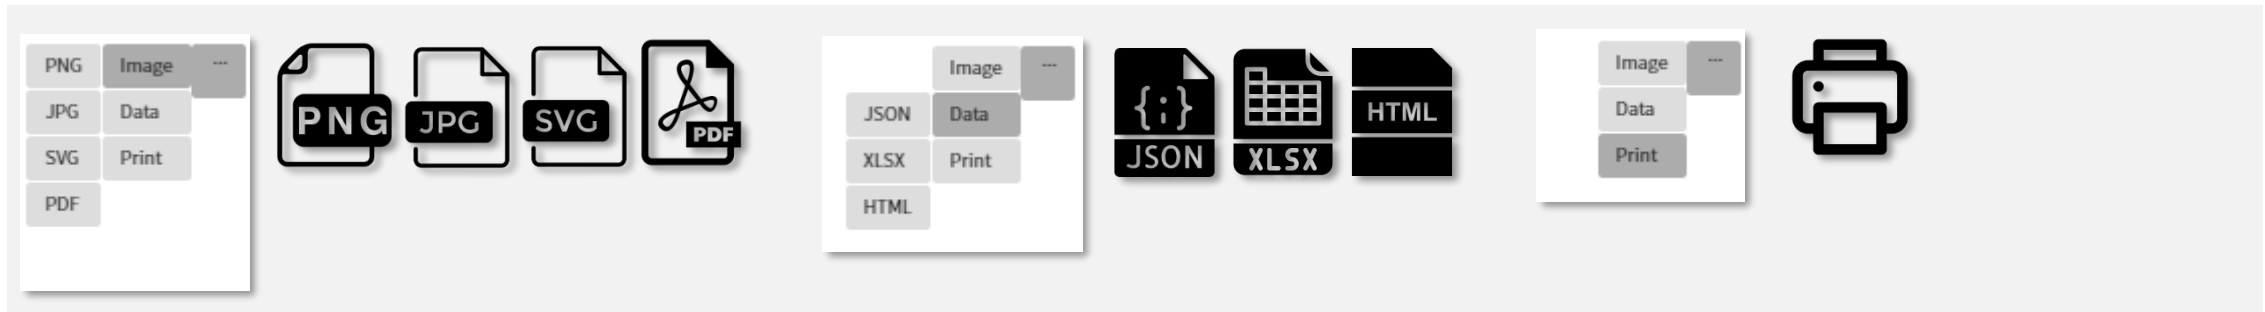 PNG Image ...
JPG Data
SVG Print
PDF
PNG
JPG
SVG
PDF
Image ...
JSON Data
XLSX Print
HTML
{;}
JSON
XLSX
HTML
Image ...
Data
Print